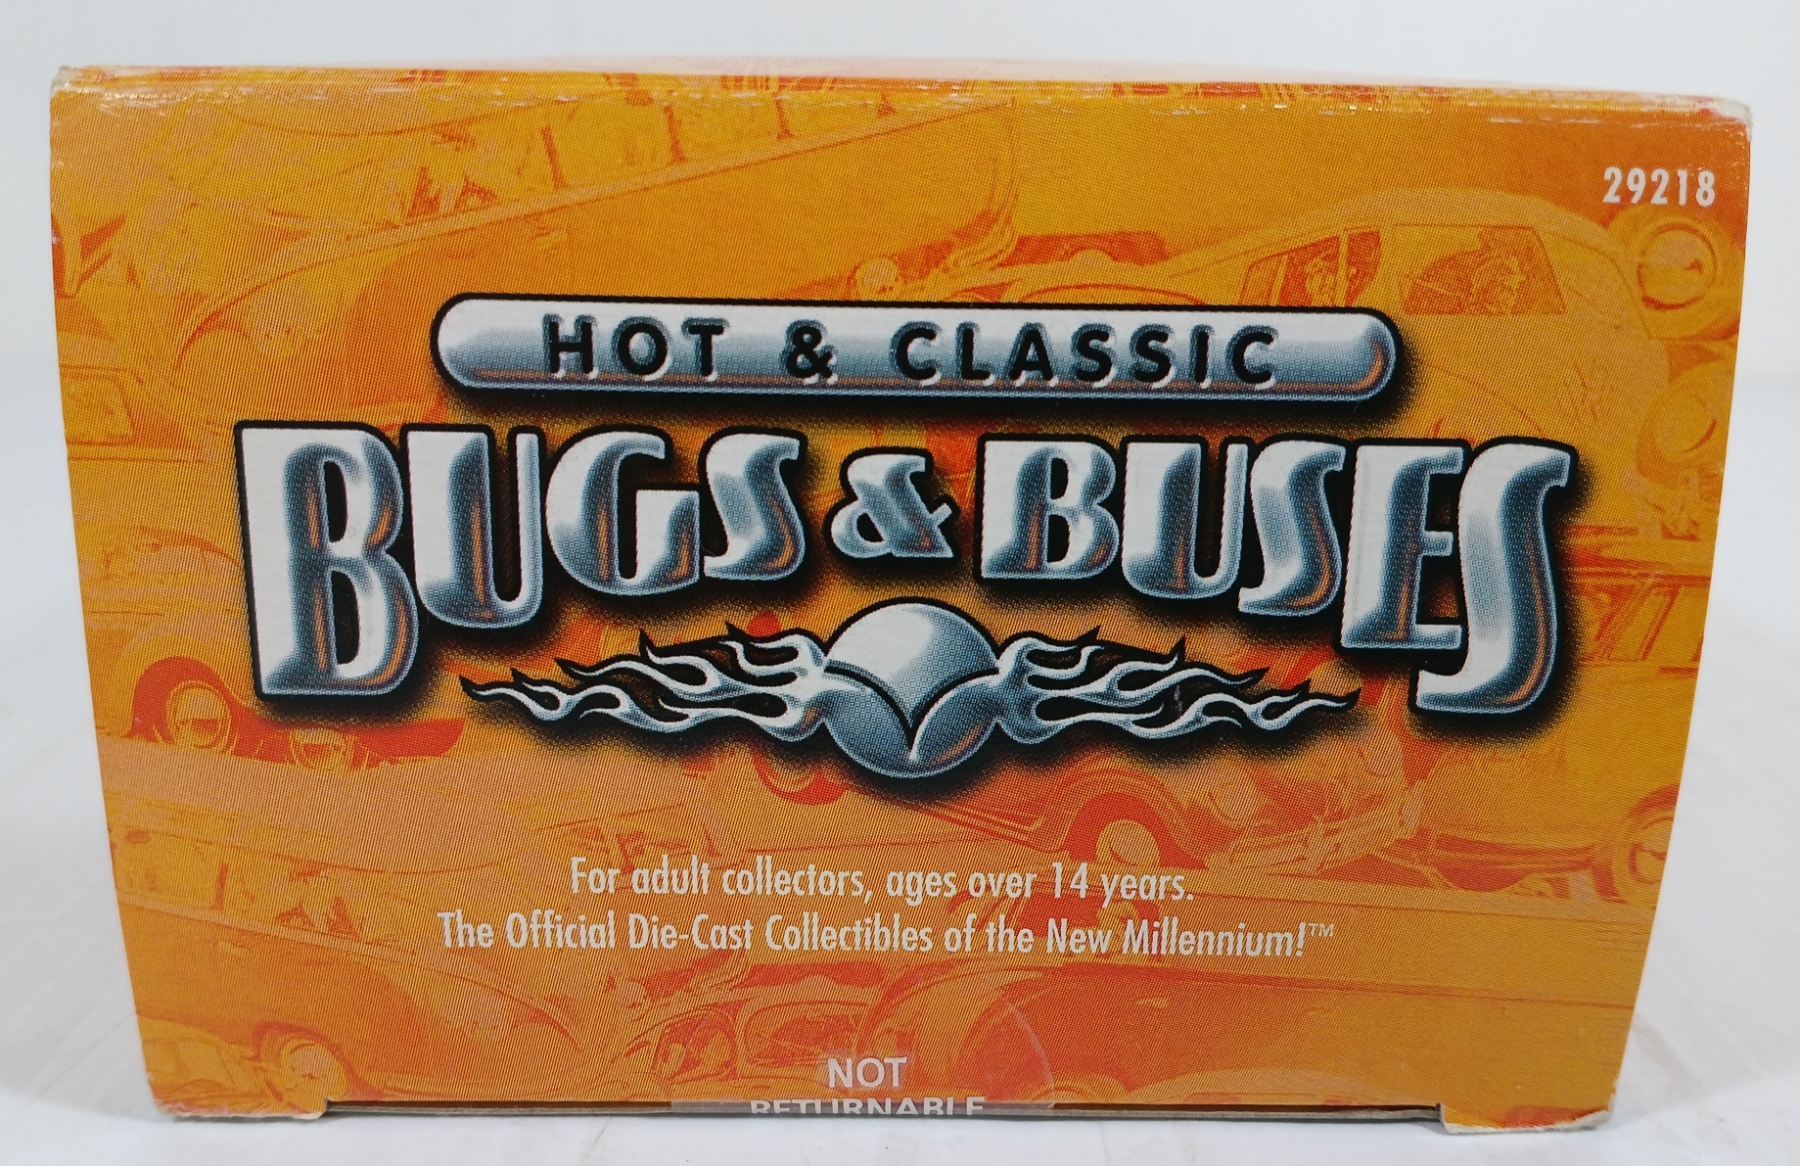 29218
HOT & CLASSIC
BUGS & BUSES
For adult collectors, ages over 14 years.
The Official Die-Cast Collectibles of the New Millennium!™
NOT
RETURNABLE